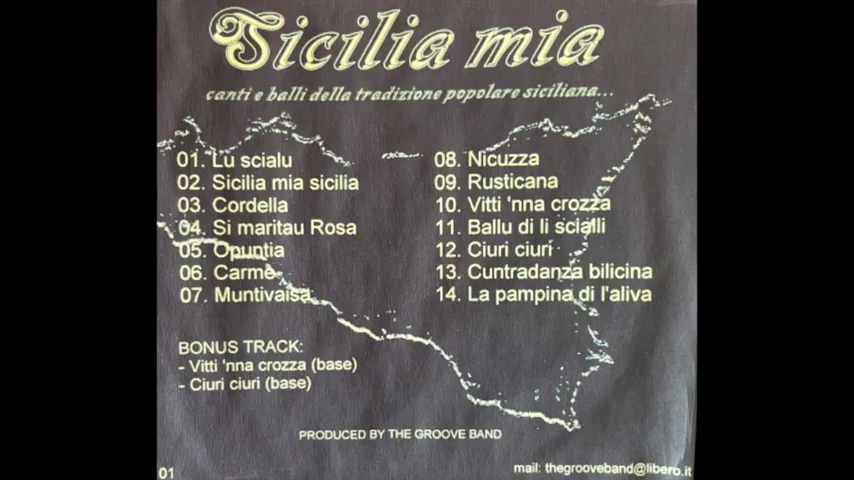 Sicilia mia
canti e balli della tradizione popolare siciliana...
01. Lu scialu
02. Sicilia mia sicilia
03. Cordella
04. Si maritau Rosa
05. Opuntia
06. Carmè
07. Muntivaisa
08. Nicuzza
09. Rusticana
10. Vitti 'nna crozza
11. Ballu di li scialli
12. Ciuri ciuri
13. Cuntradanza bilicina
14. La pampina di l'aliva
BONUS TRACK:
- Vitti 'nna crozza (base)
- Ciuri ciuri (base)
PRODUCED BY THE GROOVE BAND
01
mail: thegrooveband@libero.it